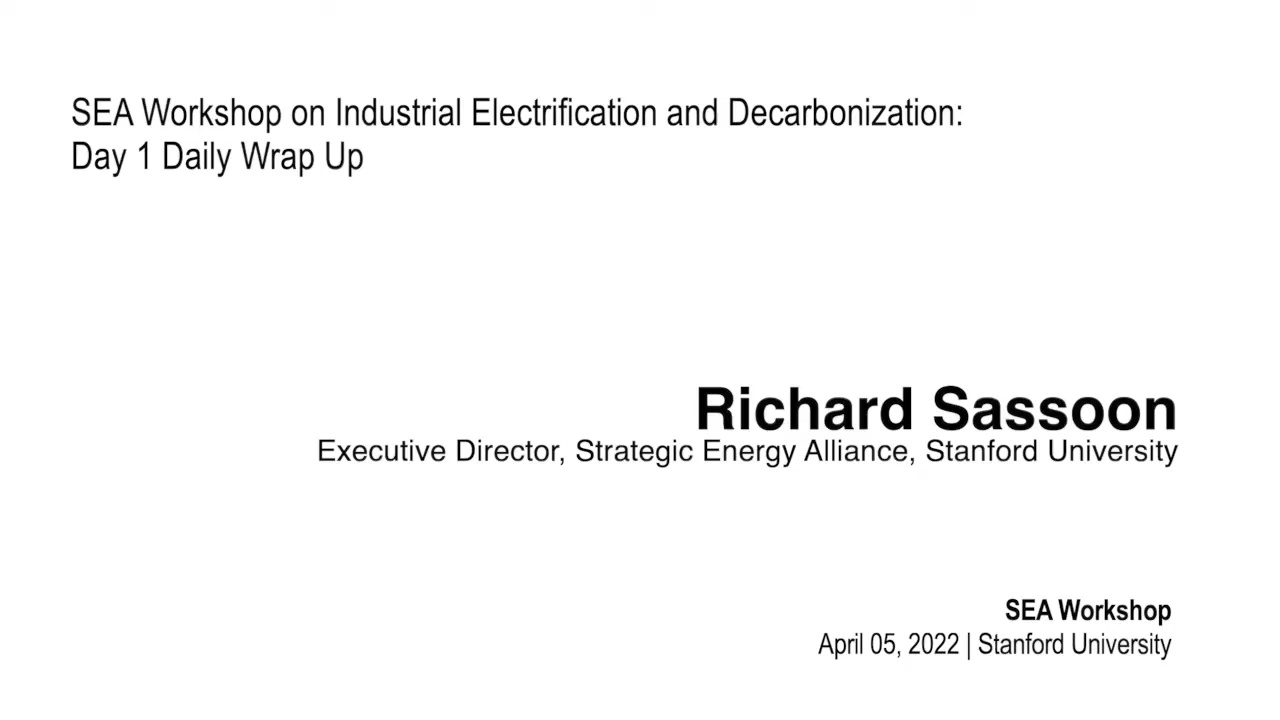 SEA Workshop on Industrial Electrification and Decarbonization:
Day 1 Daily Wrap Up
Richard Sassoon
Executive Director, Strategic Energy Alliance, Stanford University
SEA Workshop
April 05, 2022 | Stanford University